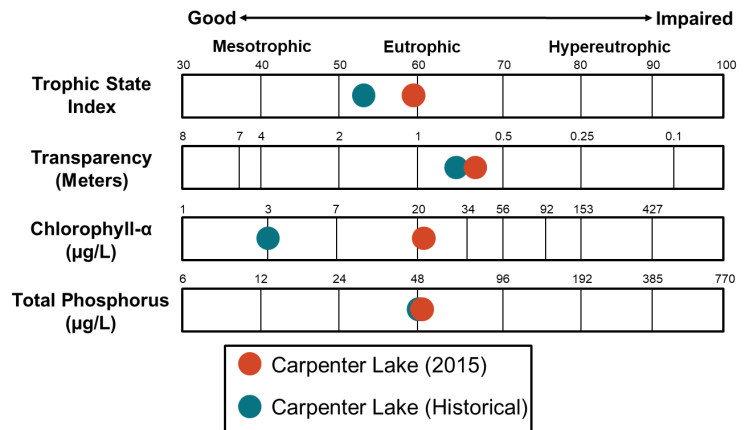 Good Impaired
Mesotrophic Eutrophic Hypereutrophic
30 40 50 60 70 80 90 100
Trophic State
Index
8 7 4 2 1 0.5 0.25 0.1
Transparency
(Meters)
1 3 7 20 34 56 92 153 427
Chlorophyll-α
(μg/L)
6 12 24 48 96 192 385 770
Total Phosphorus
(μg/L)
Carpenter Lake (2015)
Carpenter Lake (Historical)